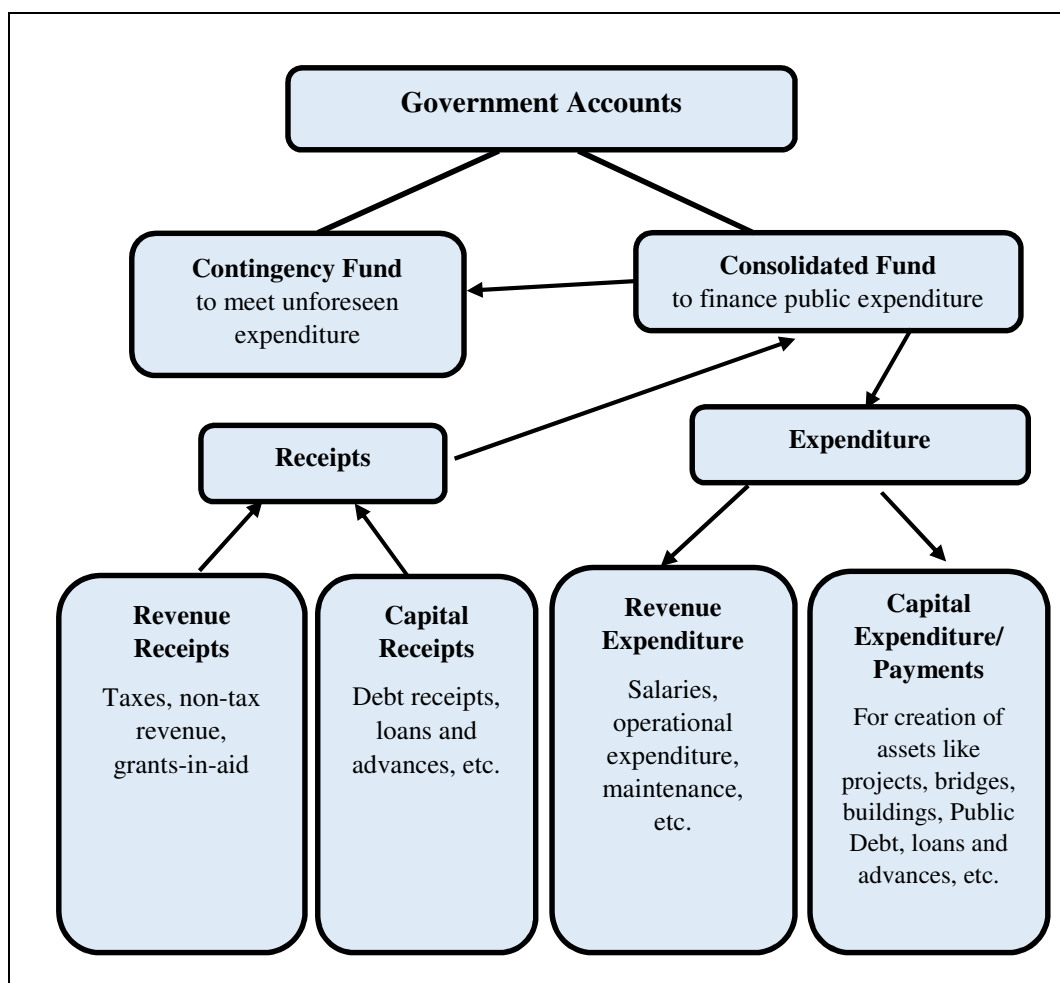 Government Accounts
Contingency Fund
to meet unforeseen
expenditure
Consolidated Fund
to finance public expenditure
Receipts
Expenditure
Revenue
Receipts
Taxes, non-tax
revenue,
grants-in-aid
Capital
Receipts
Debt receipts,
loans and
advances, etc.
Revenue
Expenditure
Salaries,
operational
expenditure,
maintenance,
etc.
Capital
Expenditure/
Payments
For creation of
assets like
projects, bridges,
buildings, Public
Debt, loans and
advances, etc.